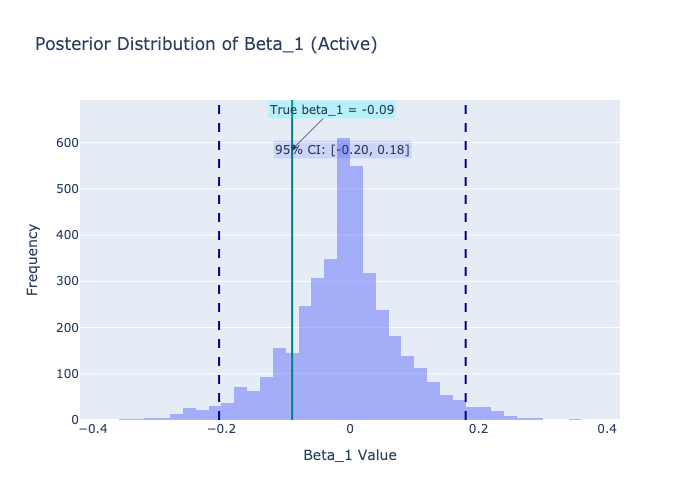 Posterior Distribution of Beta_1 (Active)
True beta_1 = -0.09
95% CI: [-0.20, 0.18]
Frequency
600
500
400
300
200
100
0
−0.4
−0.2
0
0.2
0.4
Beta_1 Value